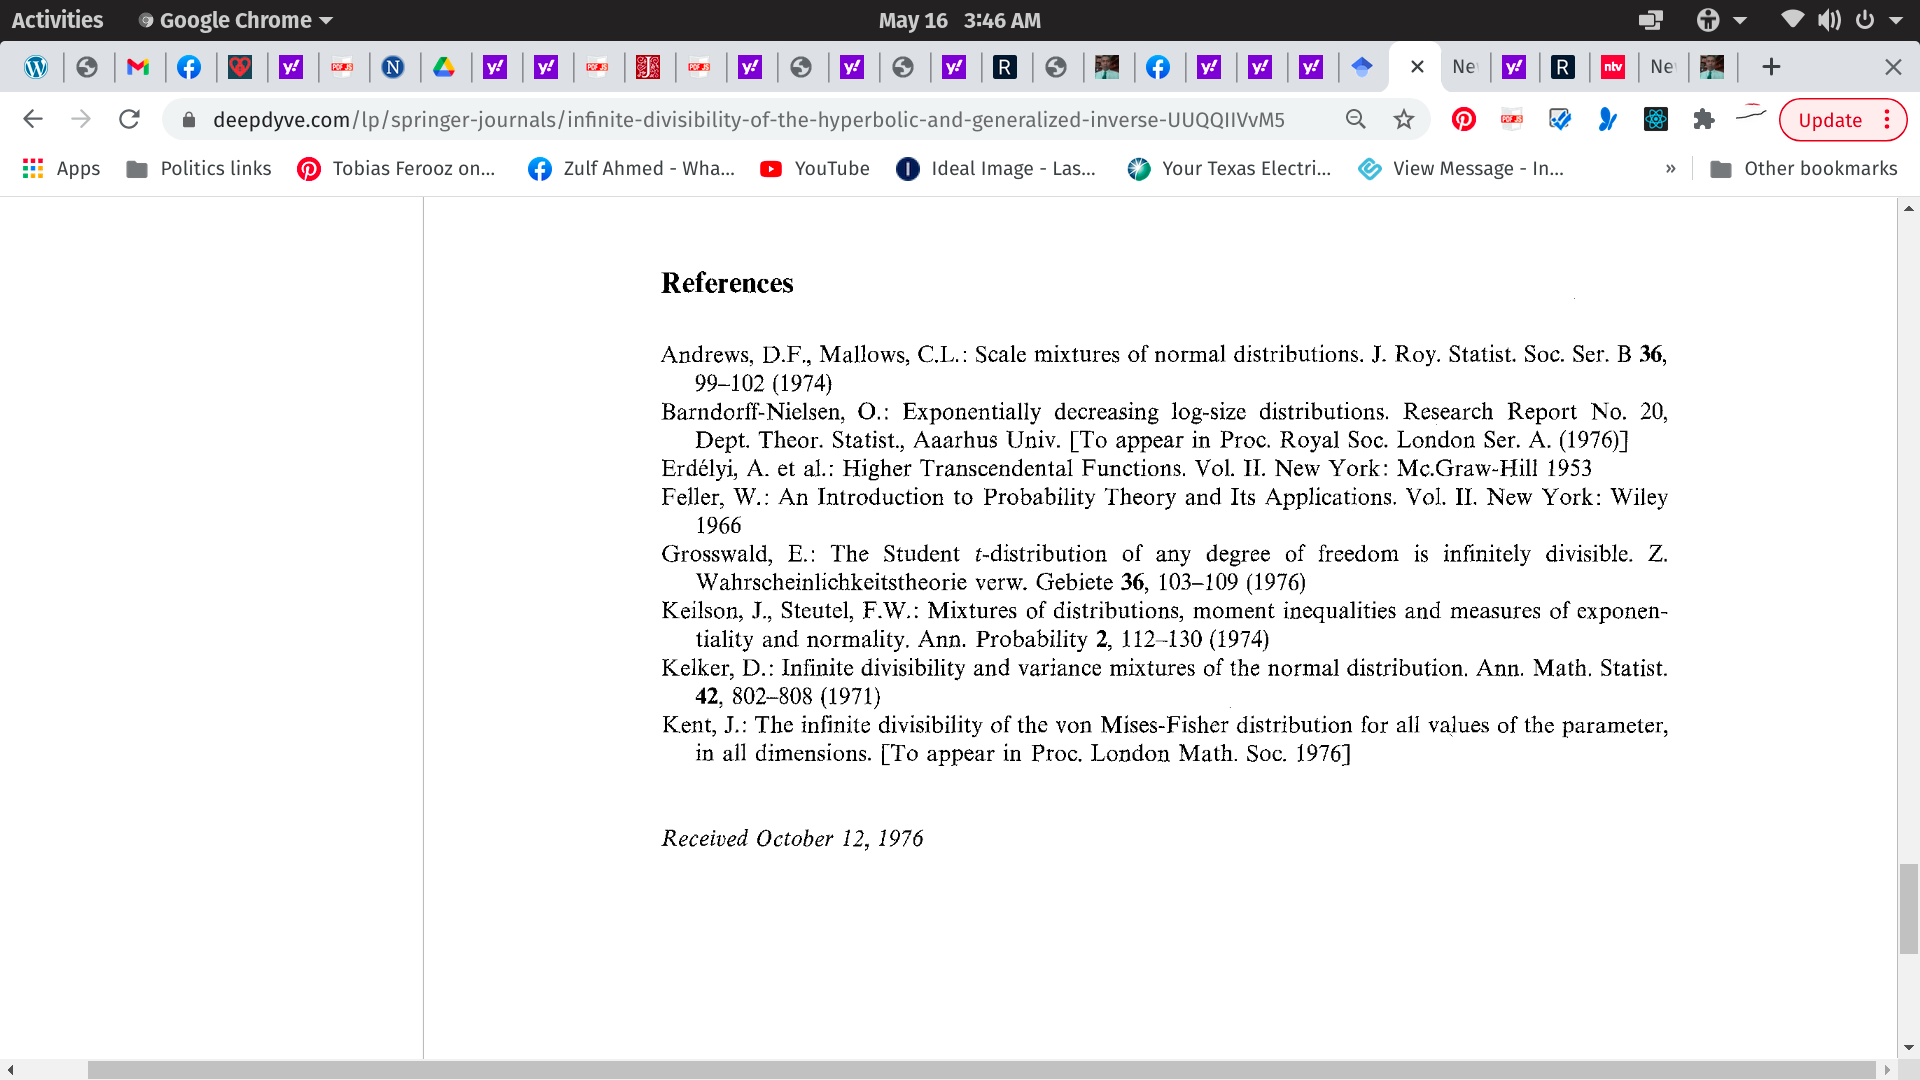 Activities
Google Chrome
May 16 3:46 AM
Ne
Ne
deepdyve.com/lp/springer-journals/infinite-divisibility-of-the-hyperbolic-and-generalized-inverse-UUQQIIVvM5
Update
Apps
Politics links
Tobias Ferooz on...
Zulf Ahmed - Wha...
YouTube
Ideal Image - Las...
Your Texas Electri...
View Message - In...
»
Other bookmarks
References
Andrews, D.F., Mallows, C.L.: Scale mixtures of normal distributions. J. Roy. Statist. Soc. Ser. B 36,
99–102 (1974)
Barndorff-Nielsen, O.: Exponentially decreasing log-size distributions. Research Report No. 20,
Dept. Theor. Statist., Aaarhus Univ. [To appear in Proc. Royal Soc. London Ser. A. (1976)]
Erdélyi, A. et al.: Higher Transcendental Functions. Vol. II. New York: Mc.Graw-Hill 1953
Feller, W.: An Introduction to Probability Theory and Its Applications. Vol. II. New York: Wiley
1966
Grosswald, E.: The Student t-distribution of any degree of freedom is infinitely divisible. Z.
Wahrscheinlichkeitstheorie verw. Gebiete 36, 103–109 (1976)
Keilson, J., Steutel, F.W.: Mixtures of distributions, moment inequalities and measures of exponen-
tiality and normality. Ann. Probability 2, 112–130 (1974)
Kelker, D.: Infinite divisibility and variance mixtures of the normal distribution. Ann. Math. Statist.
42, 802–808 (1971)
Kent, J.: The infinite divisibility of the von Mises-Fisher distribution for all values of the parameter,
in all dimensions. [To appear in Proc. London Math. Soc. 1976]
Received October 12, 1976